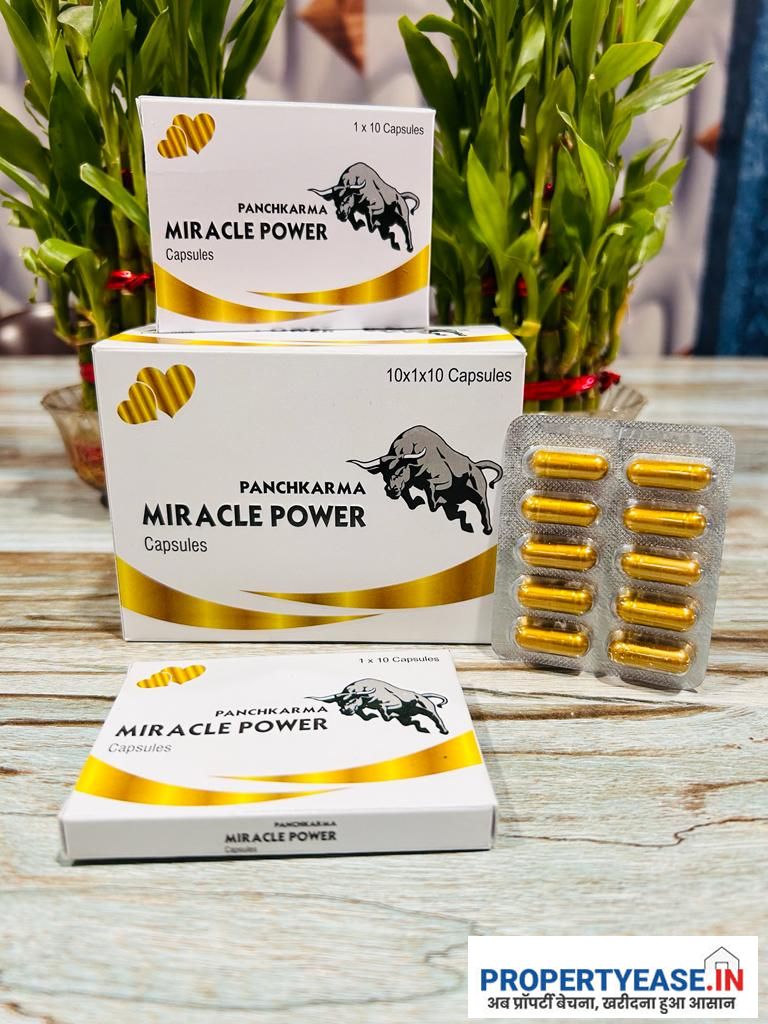 1 x 10 Capsules
PANCHKARMA
MIRACLE POWER
Capsules
10x1x10 Capsules
PANCHKARMA
MIRACLE POWER
Capsules
1 x 10 Capsules
PANCHKARMA
MIRACLE POWER
Capsules
PANCHKARMA
MIRACLE POWER
Capsules
PROPERTYEASE.IN
अब प्रॉपर्टी बेचना, खरीदना हुआ आसान